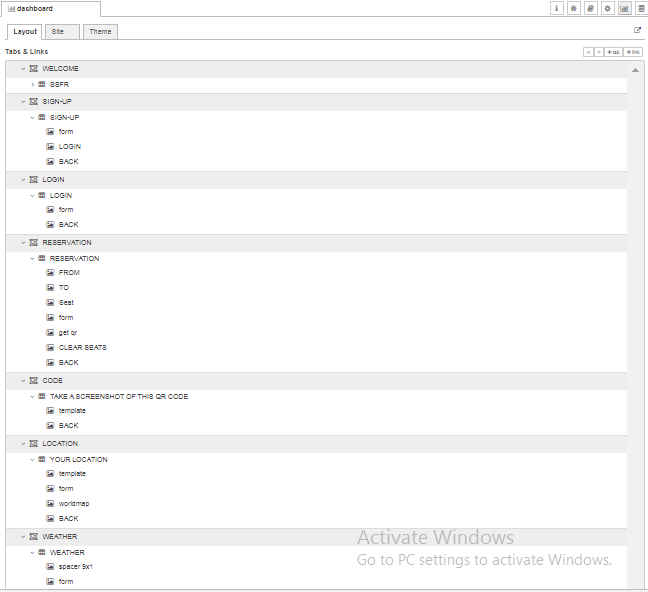 dashboard
Layout
Site
Theme
Tabs & Links
tab
link
WELCOME
SSFR
SIGN-UP
SIGN-UP
form
LOGIN
BACK
LOGIN
LOGIN
form
BACK
RESERVATION
RESERVATION
FROM
TO
Seat
form
get qr
CLEAR SEATS
BACK
CODE
TAKE A SCREENSHOT OF THIS QR CODE
template
BACK
LOCATION
YOUR LOCATION
template
form
worldmap
BACK
WEATHER
WEATHER
spacer 9x1
form
Activate Windows
Go to PC settings to activate Windows.